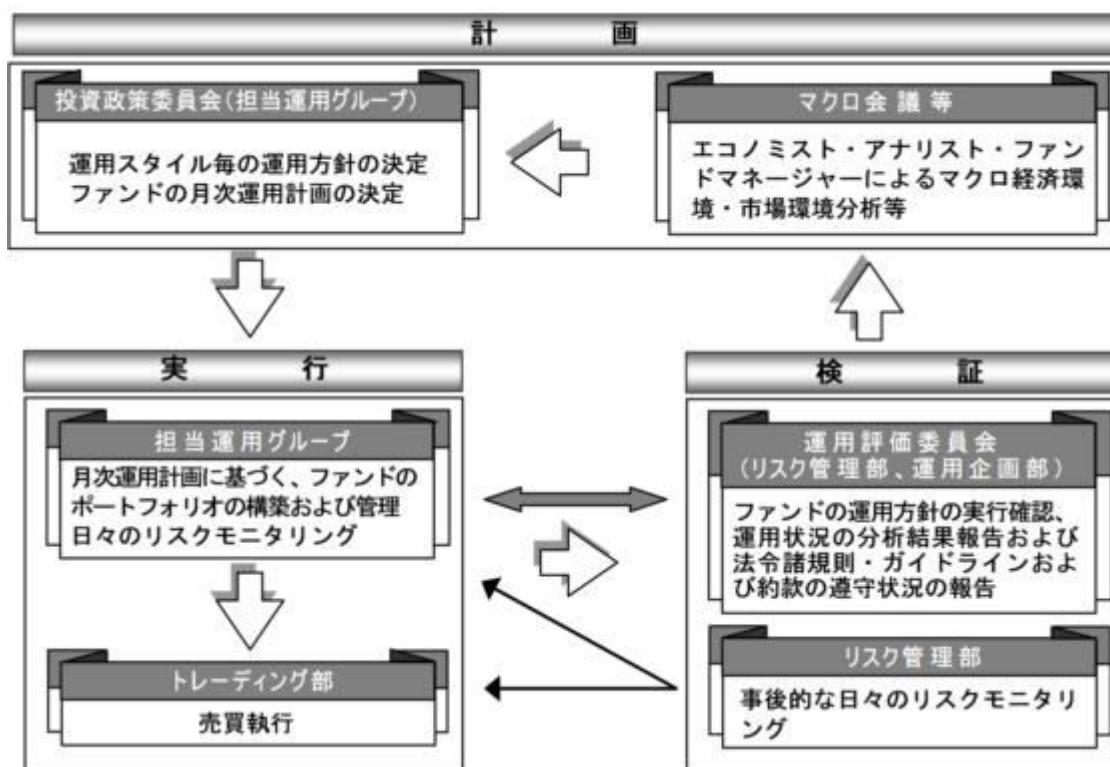 計画
投資政策委員会(担当運用グループ)
運用スタイル毎の運用方針の決定
ファンドの月次運用計画の決定
マクロ会議等
エコノミスト・アナリスト・ファン
ドマネージャーによるマクロ経済環
境・市場環境分析等
実行
担当運用グループ
月次運用計画に基づく、ファンドの
ポートフォリオの構築および管理
日々のリスクモニタリング
トレーディング部
売買執行
検証
運用評価委員会
(リスク管理部、運用企画部)
ファンドの運用方針の実行確認、
運用状況の分析結果報告および
法令諸規則・ガイドラインおよ
び約款の遵守状況の報告
リスク管理部
事後的な日々のリスクモニタリ
ング